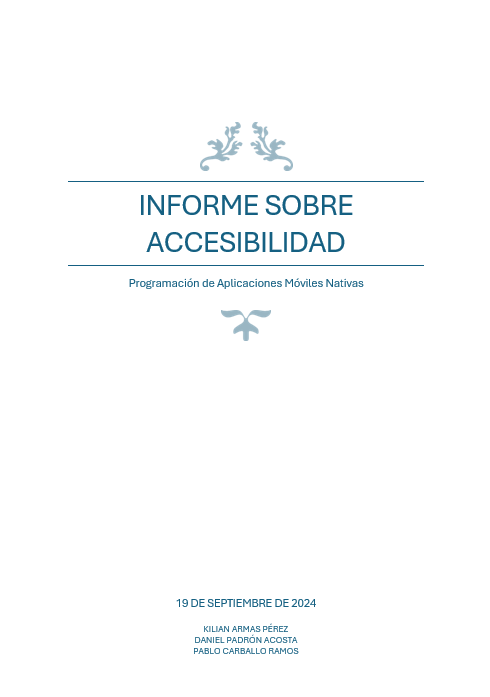 INFORME SOBRE
ACCESIBILIDAD
Programación de Aplicaciones Móviles Nativas
19 DE SEPTIEMBRE DE 2024
KILIAN ARMAS PÉREZ
DANIEL PADRÓN ACOSTA
PABLO CARBALLO RAMOS